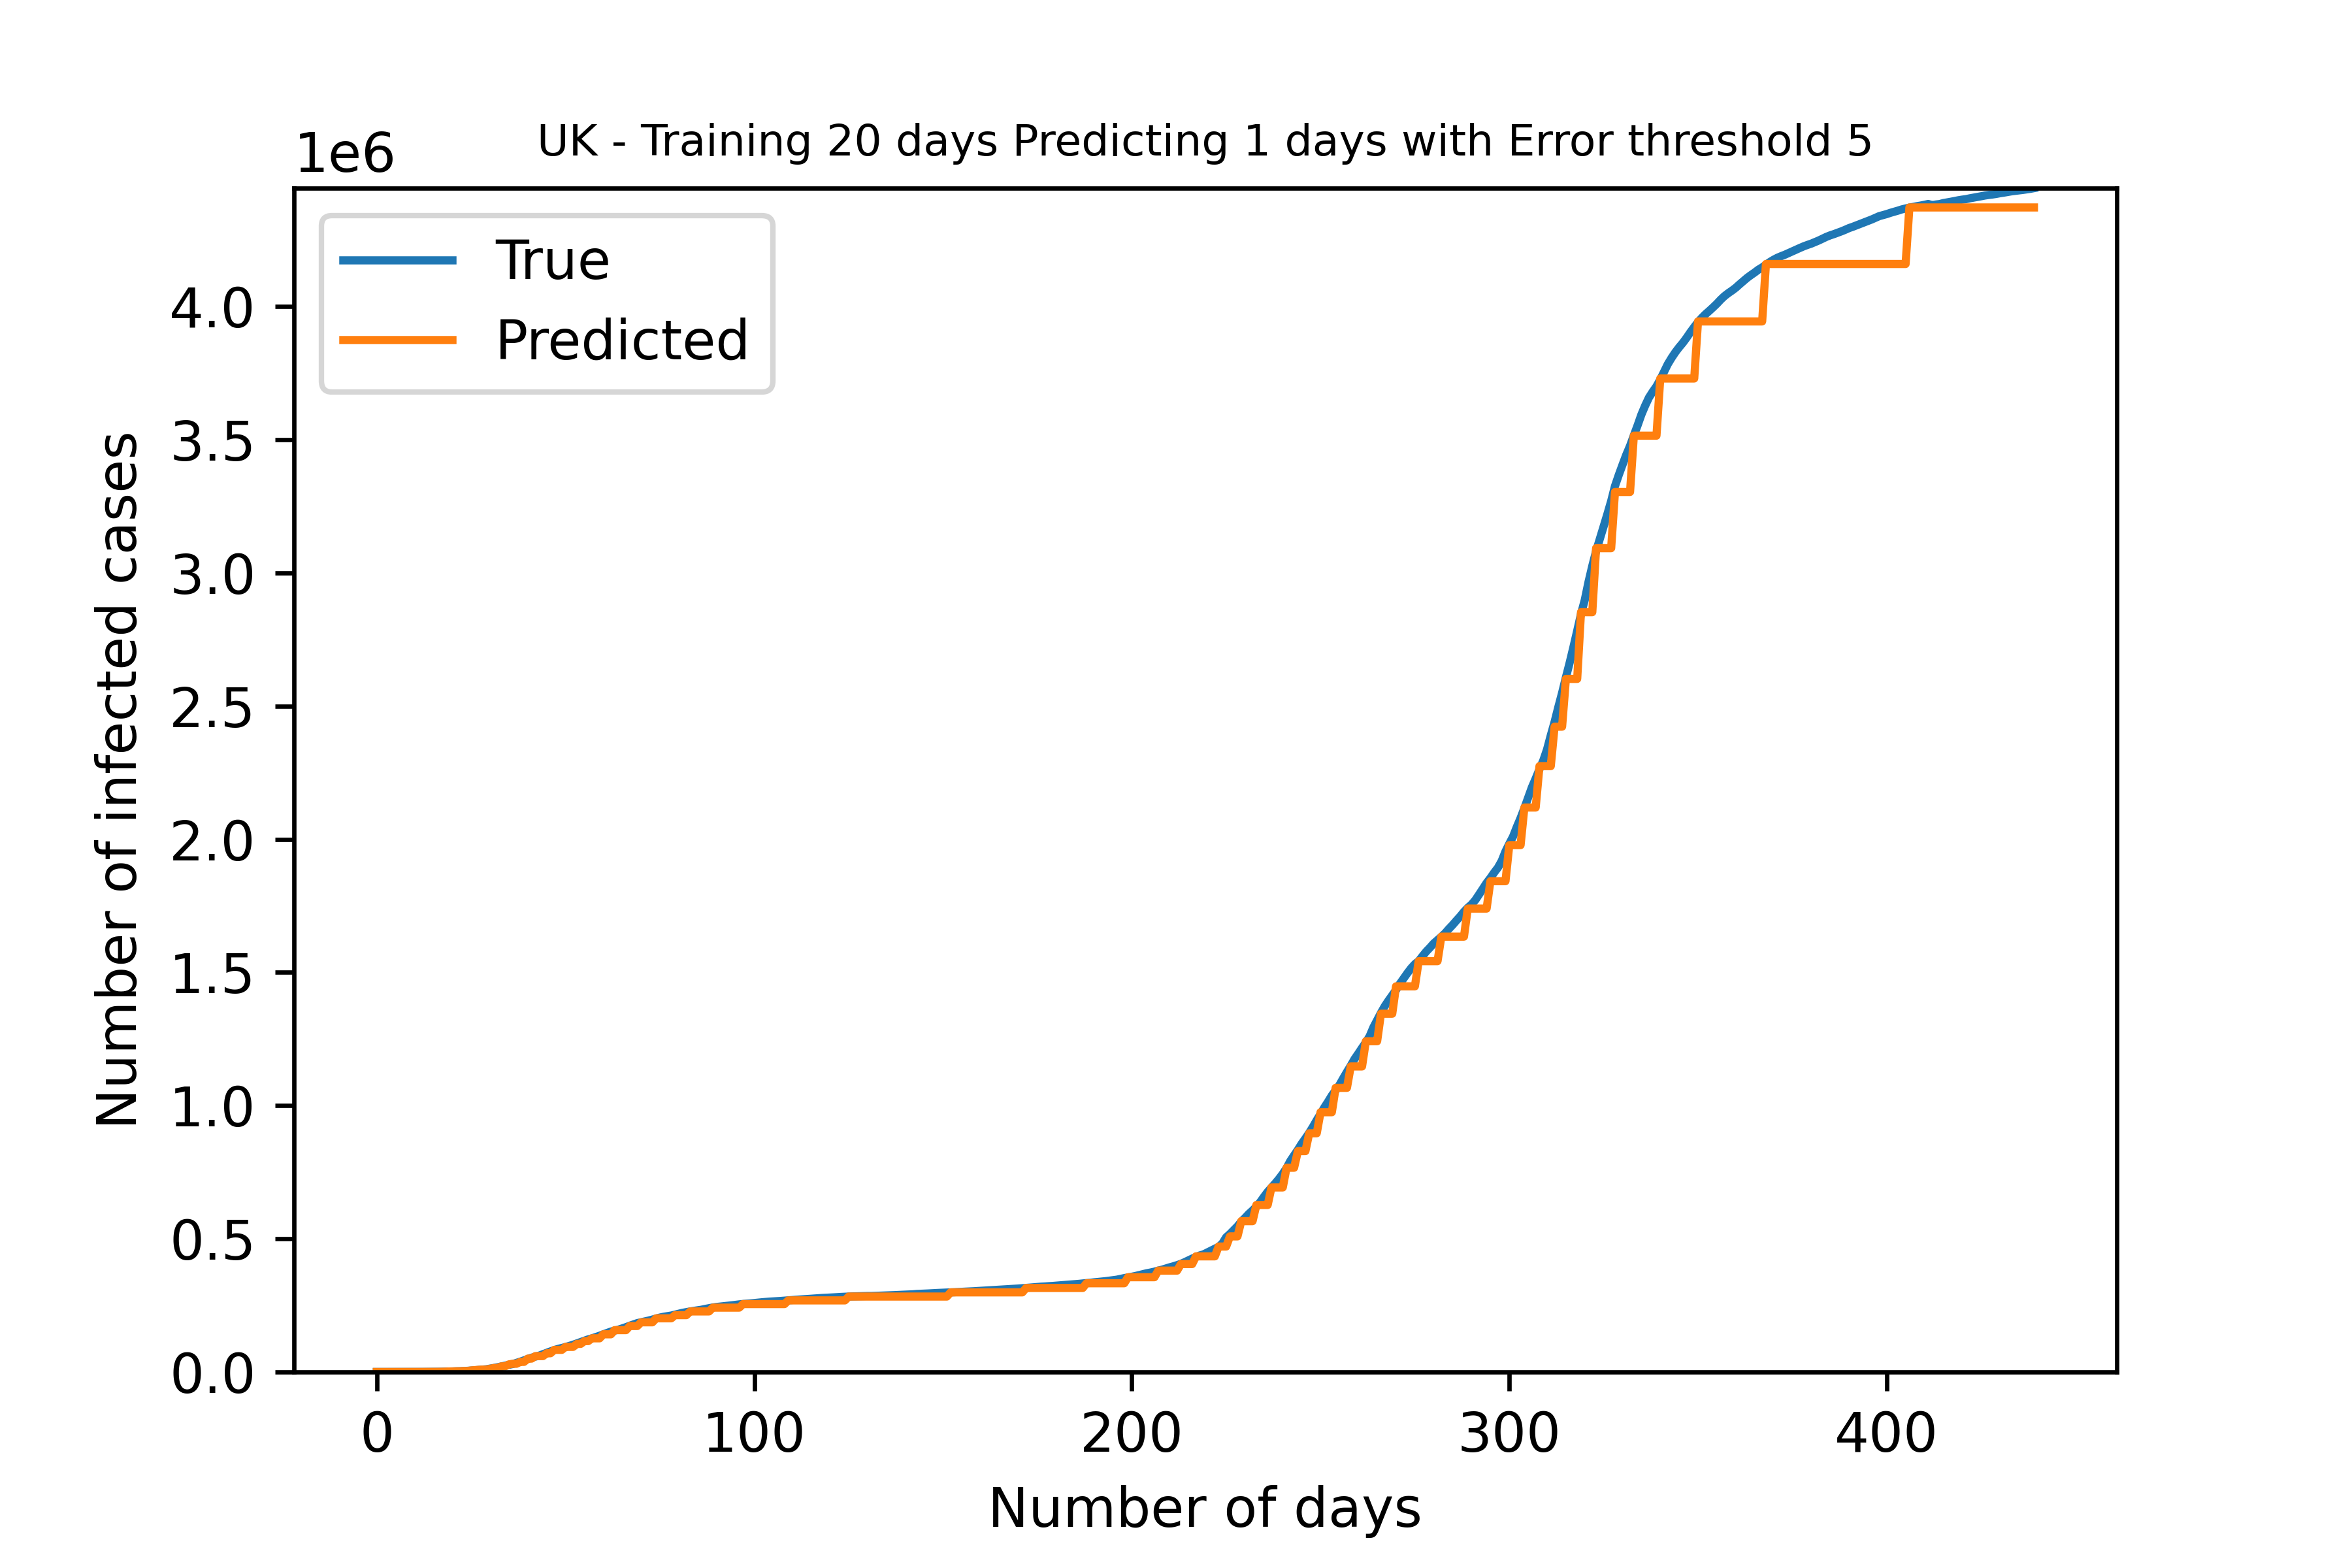 UK - Training 20 days Predicting 1 days with Error threshold 5
1e6
True
Predicted
Number of infected cases
4.0
3.5
3.0
2.5
2.0
1.5
1.0
0.5
0.0
0 100 200 300 400
Number of days